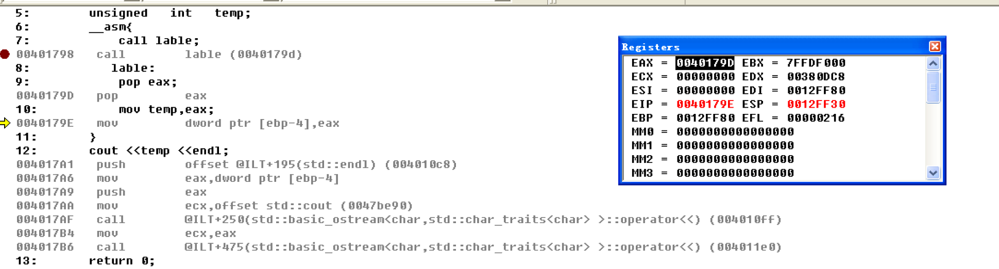 5: unsigned int temp;
6: __asm{
7: call lable;
00401798 call lable (0040179d)
8: lable:
9: pop eax;
0040179D pop eax
10: mov temp,eax;
0040179E mov dword ptr [ebp-4],eax
11: }
12: cout <<temp <<endl;
004017A1 push offset @ILT+195(std::endl) (004010c8)
004017A6 mov eax,dword ptr [ebp-4]
004017A9 push eax
004017AA mov ecx,offset std::cout (0047be90)
004017AF call @ILT+250(std::basic_ostream<char,std::char_traits<char> >::operator<<) (004010ff)
004017B4 mov ecx,eax
004017B6 call @ILT+475(std::basic_ostream<char,std::char_traits<char> >::operator<<) (004011e0)
13: return 0;
Registers
EAX = 0040179D EBX = 7FFDF000
ECX = 00000000 EDX = 00380DC8
ESI = 00000000 EDI = 0012FF80
EIP = 0040179E ESP = 0012FF30
EBP = 0012FF80 EFL = 00000216
MM0 = 0000000000000000
MM1 = 0000000000000000
MM2 = 0000000000000000
MM3 = 0000000000000000